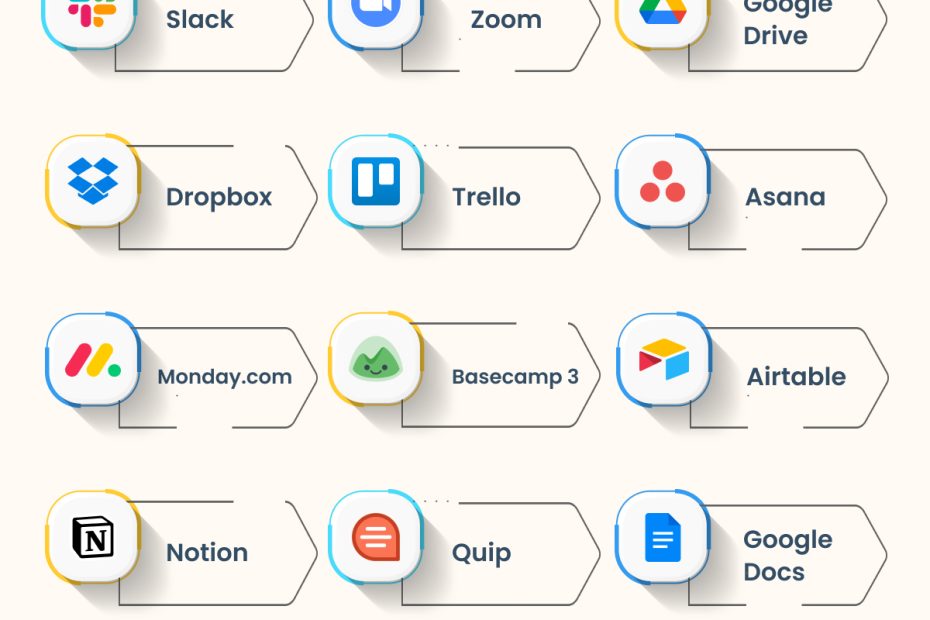 Slack
Zoom
Google
Drive
Dropbox
Trello
Asana
Monday.com
Basecamp 3
Airtable
N
Notion
Quip
Google
Docs